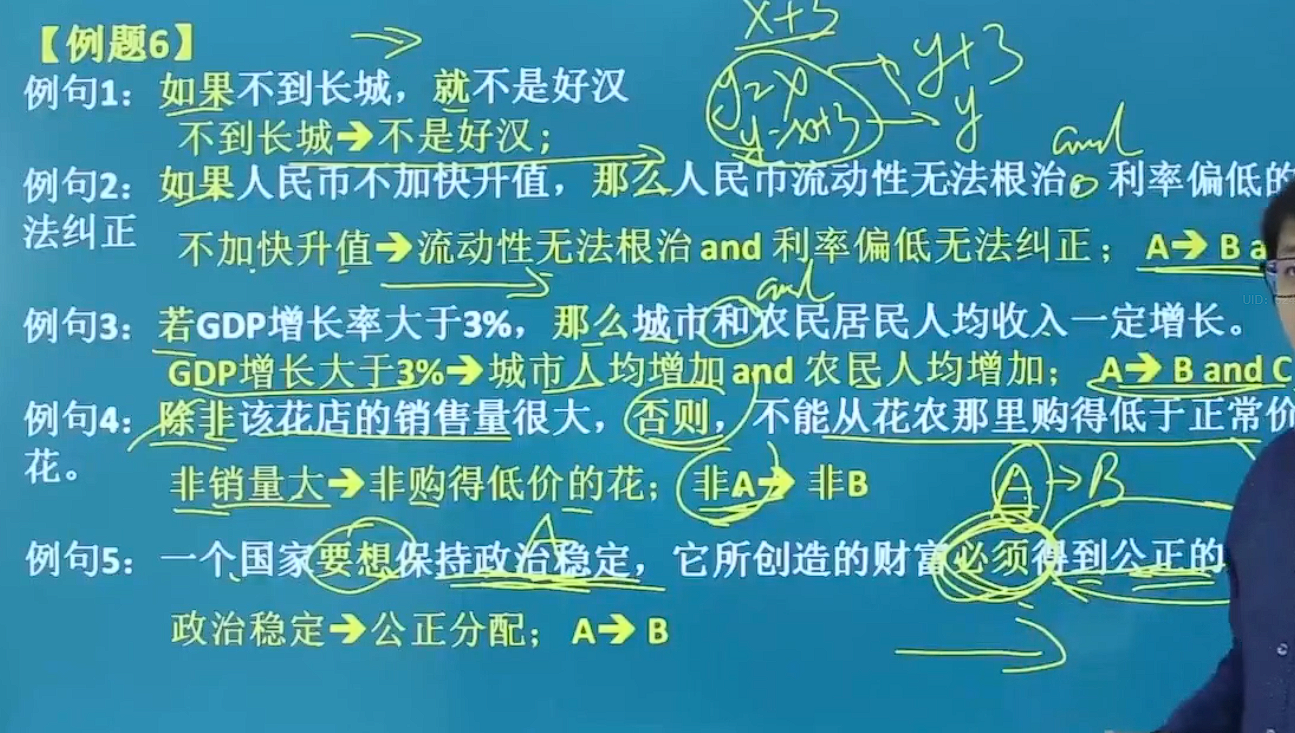 【例题6】
x+3
y+3
y=x
y=x+3
y
例句1：如果不到长城，就不是好汉
不到长城→不是好汉；
and
例句2：如果人民币不加快升值，那么人民币流动性无法根治。利率偏低的
法纠正
不加快升值→流动性无法根治 and 利率偏低无法纠正； A→ B a
UID:
and
例句3：若GDP增长率大于3%，那么城市和农民居民人均收入一定增长。
GDP增长大于3%→城市人均增加 and 农民人均增加； A→ B and C
例句4：除非该花店的销售量很大，否则，不能从花农那里购得低于正常价
花。
非销量大→非购得低价的花；非A→ 非B
A→B
A
例句5：一个国家要想保持政治稳定，它所创造的财富必须得到公正的
政治稳定→公正分配； A→ B